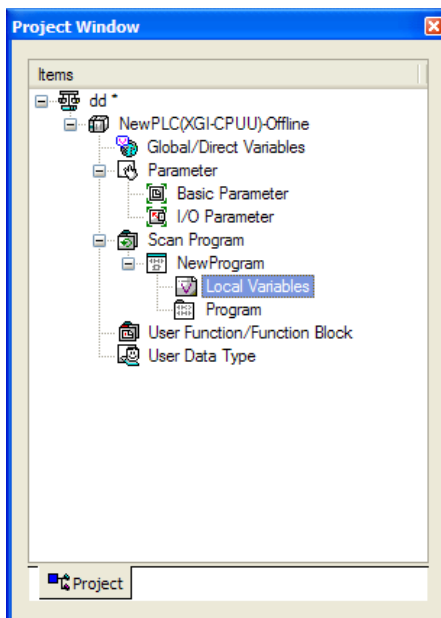 Project Window
Items
dd *
NewPLC(XGI-CPUU)-Offline
Global/Direct Variables
Parameter
Basic Parameter
I/O Parameter
Scan Program
NewProgram
Local Variables
Program
User Function/Function Block
User Data Type
Project